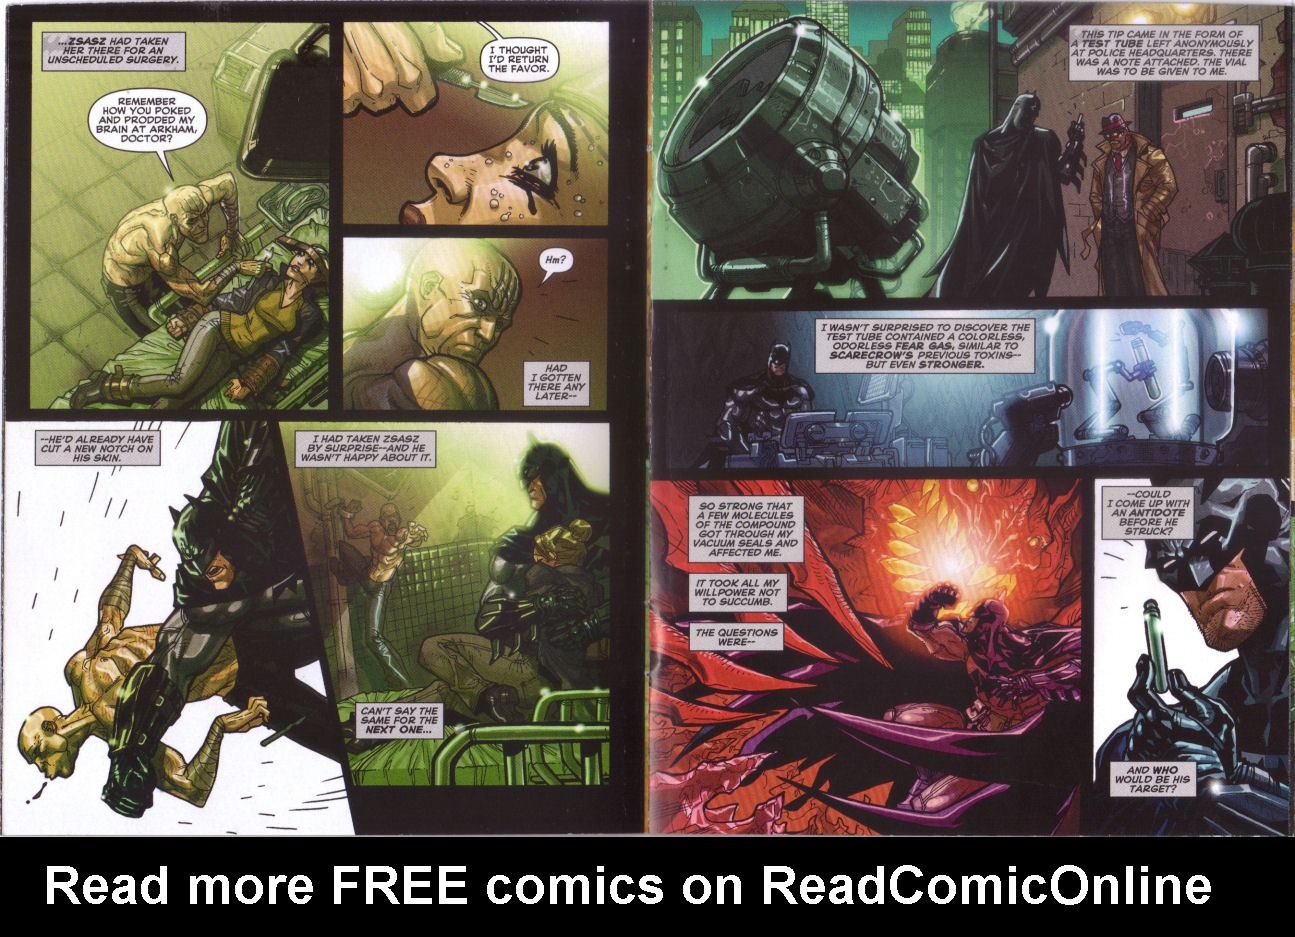 ...ZSASZ HAD TAKEN
HER THERE FOR AN
UNSCHEDULED SURGERY.
REMEMBER
HOW YOU POKED
AND PRODDED MY
BRAIN AT ARKHAM,
DOCTOR?
I THOUGHT
I'D RETURN
THE FAVOR.
Hm?
HAD
I GOTTEN
THERE ANY
LATER--
--HE'D ALREADY HAVE
CUT A NEW NOTCH ON
HIS SKIN.
I HAD TAKEN ZSASZ
BY SURPRISE--AND HE
WASN'T HAPPY ABOUT IT.
CAN'T SAY THE
SAME FOR THE
NEXT ONE...
THIS TIP CAME IN THE FORM OF
A TEST TUBE LEFT ANONYMOUSLY
AT POLICE HEADQUARTERS. THERE
WAS A NOTE ATTACHED. THE VIAL
WAS TO BE GIVEN TO ME.
I WASN'T SURPRISED TO DISCOVER THE
TEST TUBE CONTAINED A COLORLESS,
ODORLESS FEAR GAS, SIMILAR TO
SCARECROW'S PREVIOUS TOXINS--
BUT EVEN STRONGER.
SO STRONG THAT
A FEW MOLECULES
OF THE COMPOUND
GOT THROUGH MY
VACUUM SEALS AND
AFFECTED ME.
IT TOOK ALL MY
WILLPOWER NOT
TO SUCCUMB.
THE QUESTIONS
WERE--
--COULD
I COME UP WITH
AN ANTIDOTE
BEFORE HE
STRUCK?
AND WHO
WOULD BE HIS
TARGET?
Read more FREE comics on ReadComicOnline